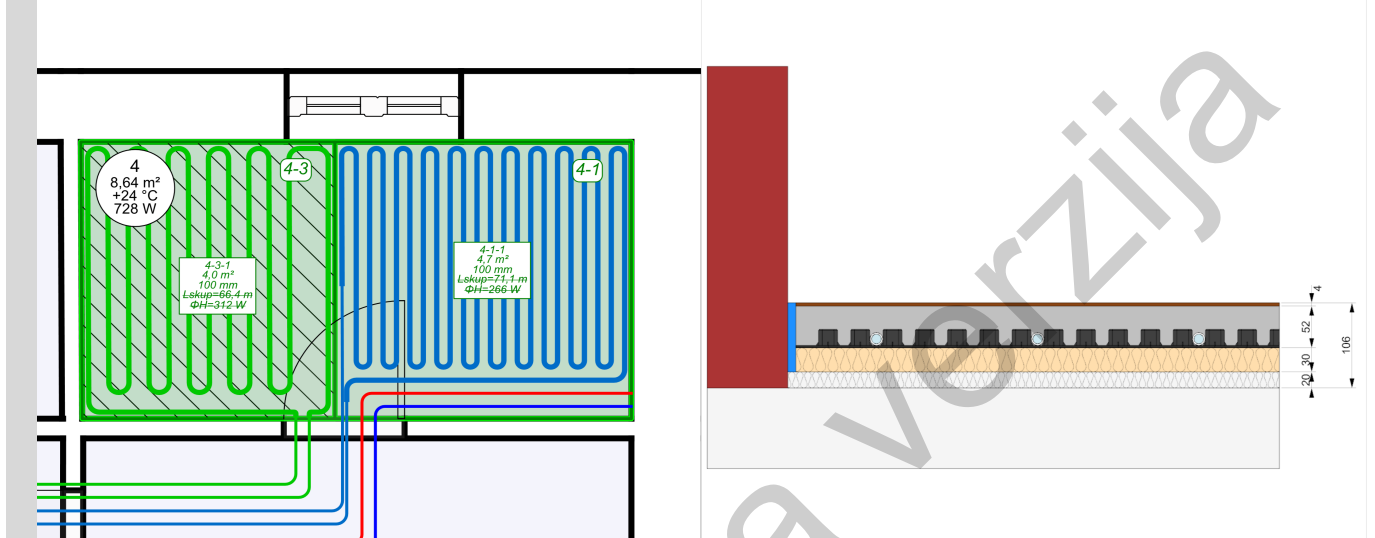 4
8,64 m²
+24 °C
728 W
4-3
4-1
4-3-1
4,0 m²
100 mm
Lskup=66,4 m
ΦH=312 W
4-1-1
4,7 m²
100 mm
Lskup=71,1 m
ΦH=266 W
4
52
30
20
106
a verzija